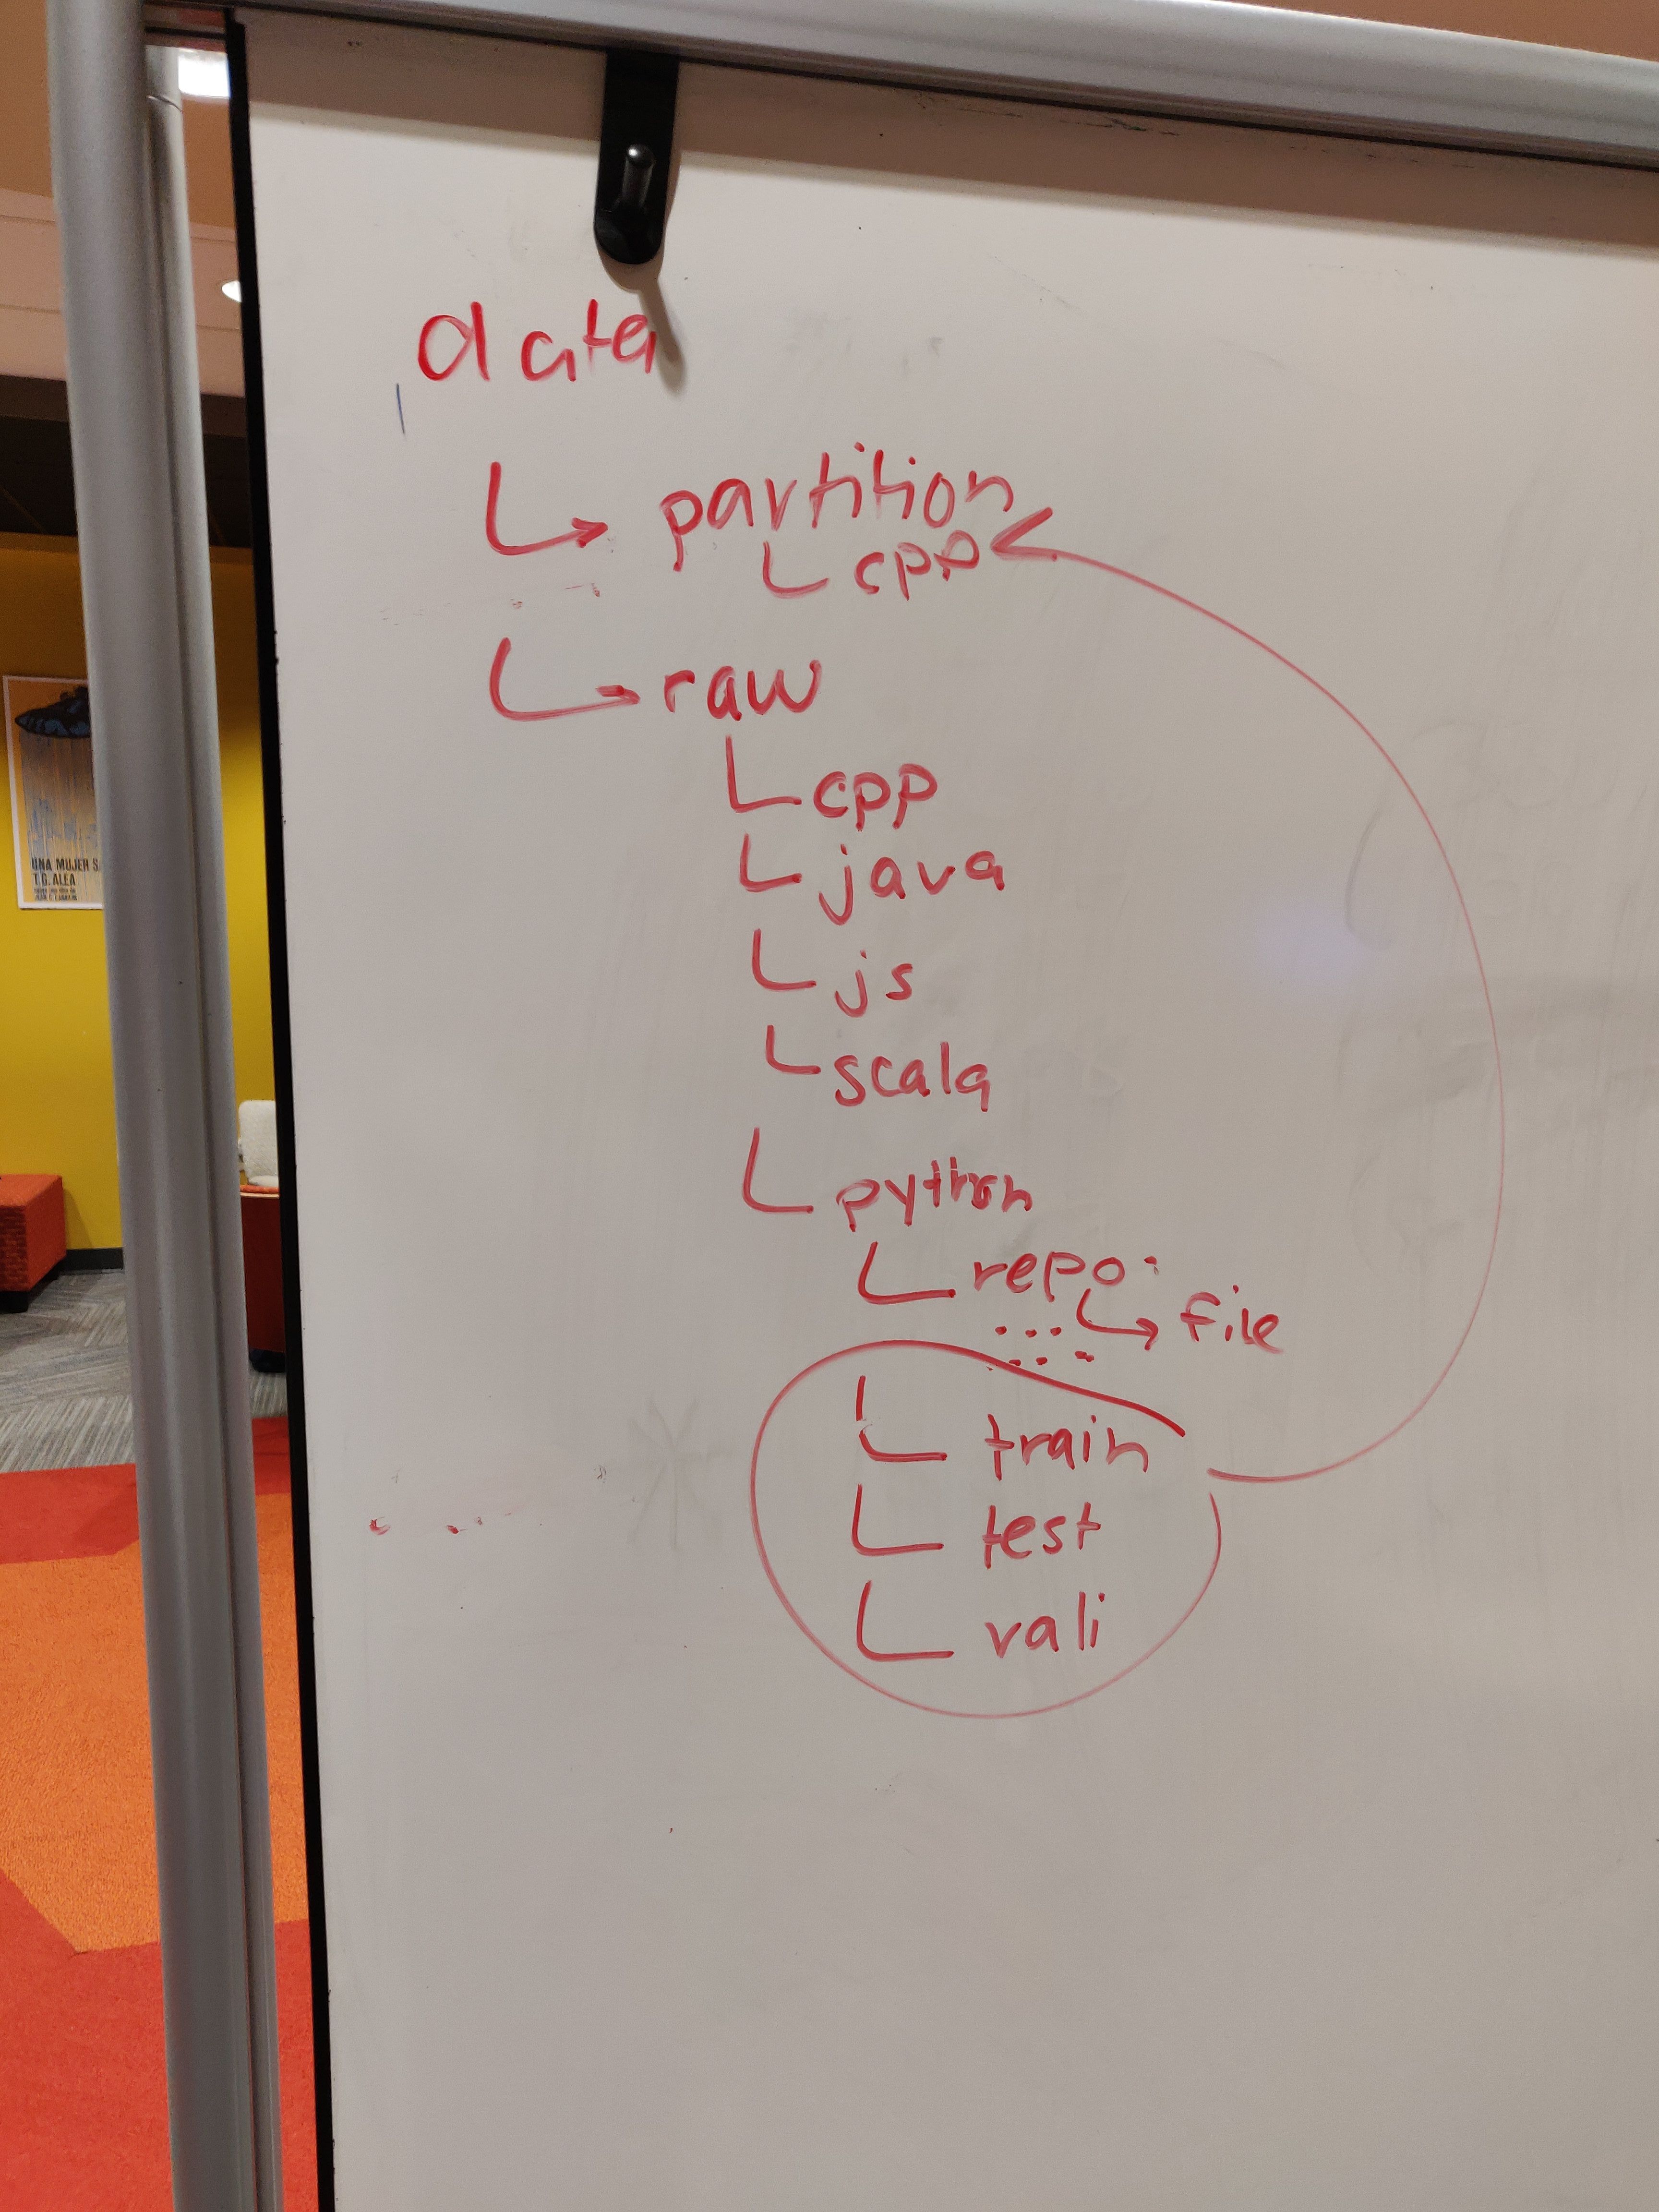 data
partition
cpp
raw
cpp
java
js
scala
python
repo
file
train
test
vali
UNA MUJER S
T.G. ALEA